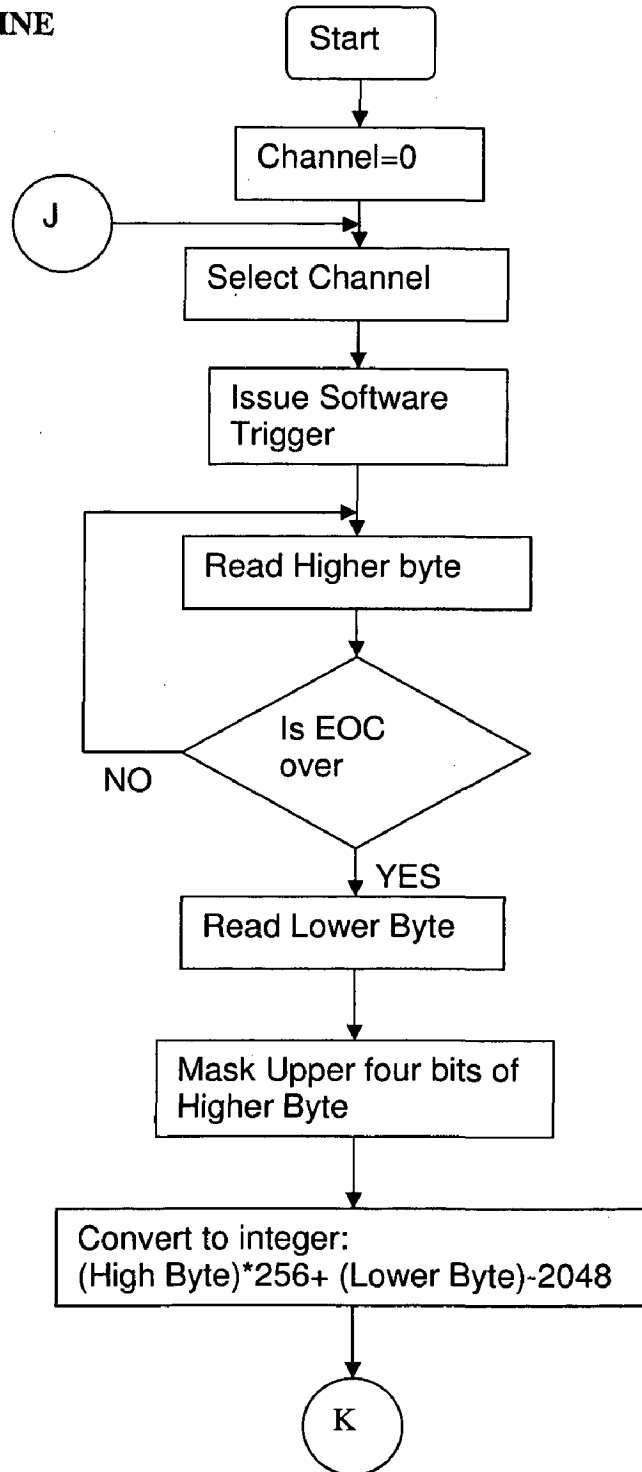 INE
Start
Channel=0
J
Select Channel
Issue Software
Trigger
Read Higher byte
Is EOC
over
NO
YES
Read Lower Byte
Mask Upper four bits of
Higher Byte
Convert to integer:
(High Byte)*256+ (Lower Byte)-2048
K